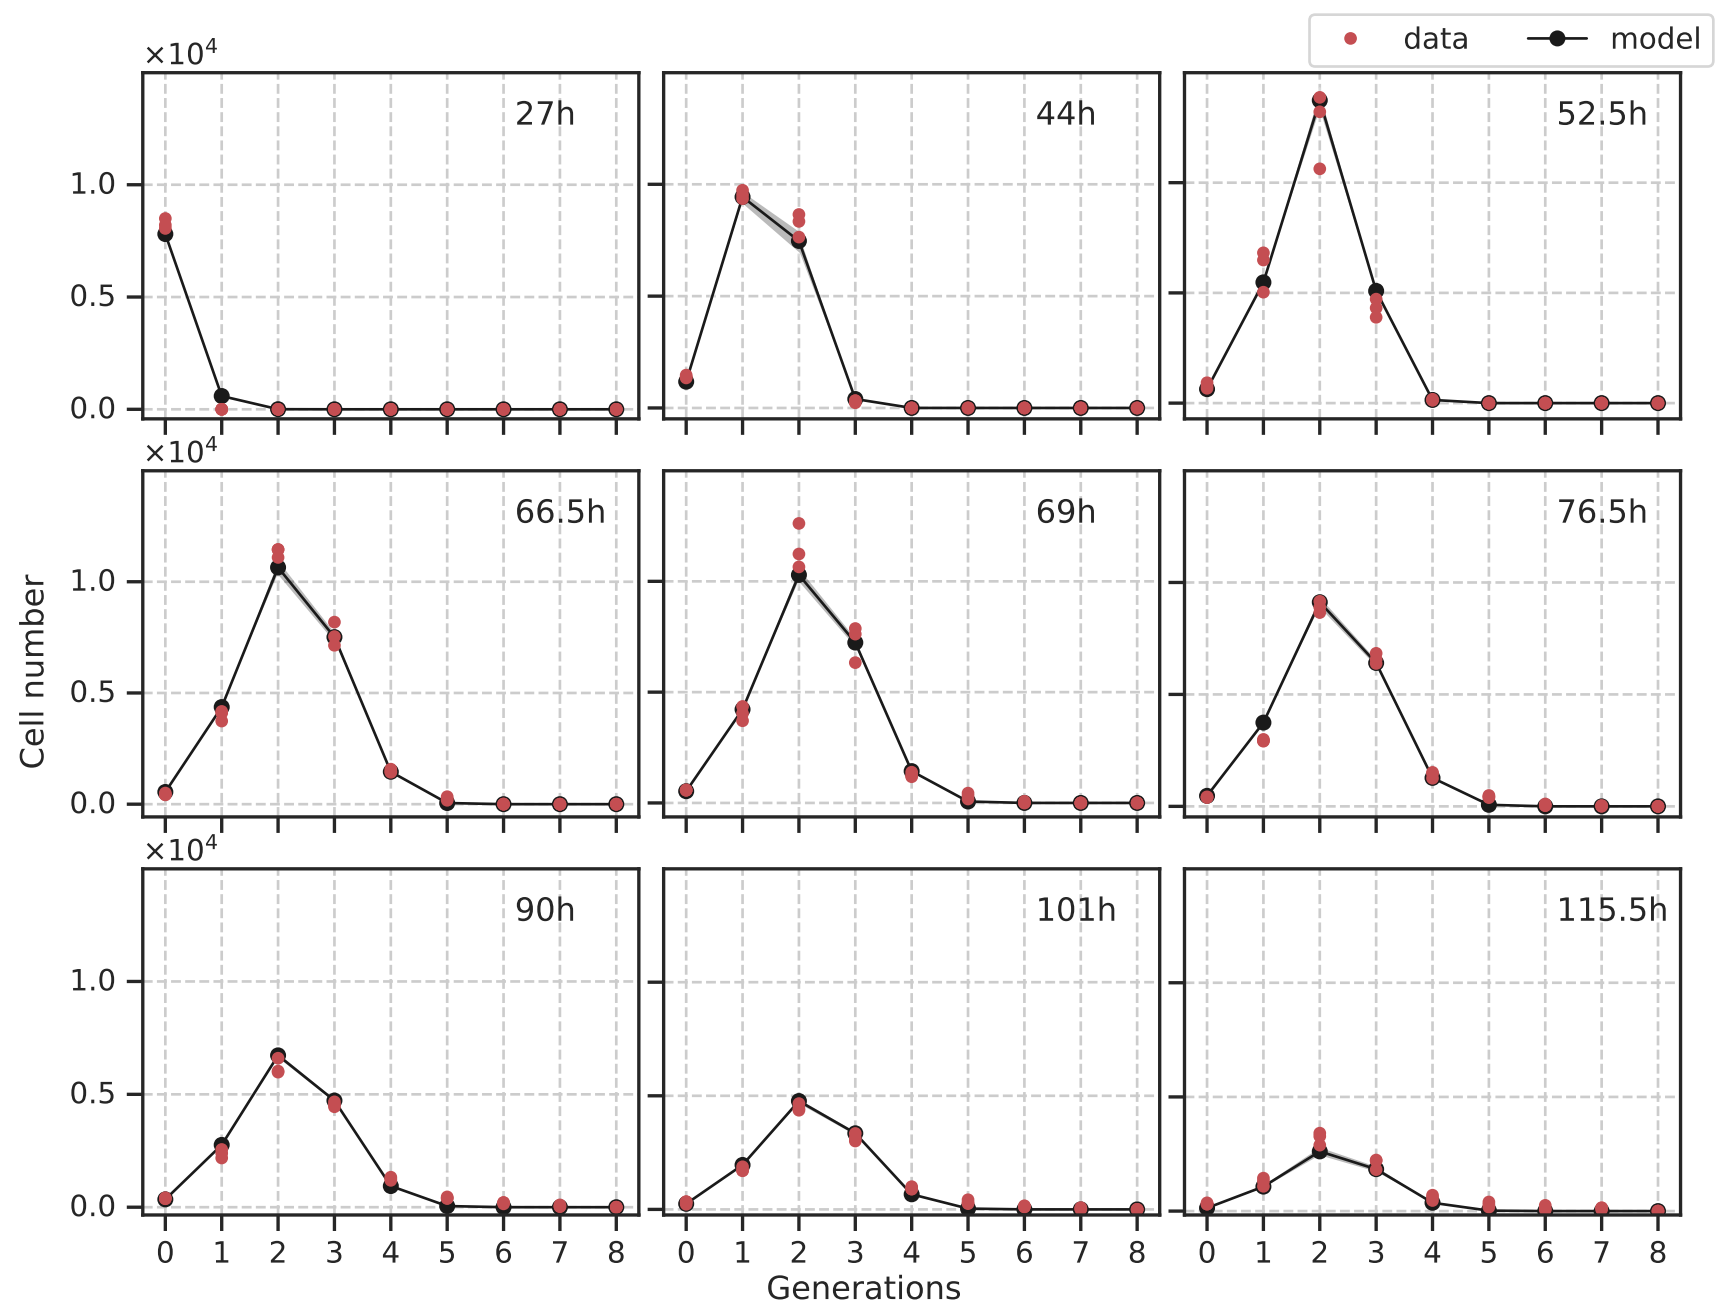 data model
×10⁴
27h 44h 52.5h
1.0
0.5
0.0
×10⁴
66.5h 69h 76.5h
1.0
0.5
0.0
Cell number
×10⁴
90h 101h 115.5h
1.0
0.5
0.0
0 1 2 3 4 5 6 7 8 0 1 2 3 4 5 6 7 8 0 1 2 3 4 5 6 7 8
Generations